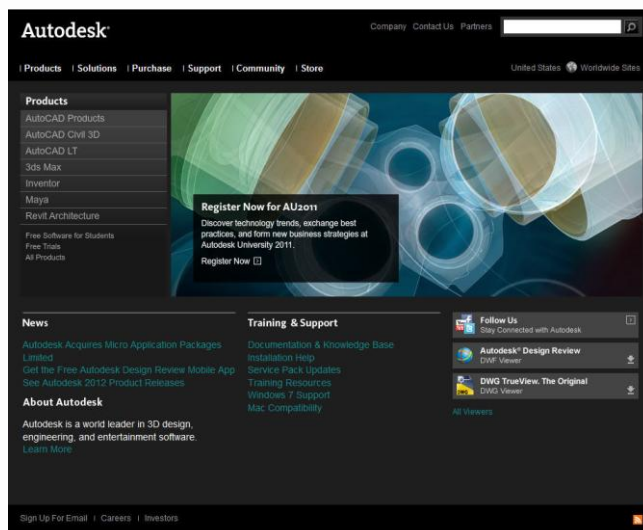 Autodesk
Company Contact Us Partners
Products Solutions Purchase Support Community Store
United States Worldwide Sites
Products
AutoCAD Products
AutoCAD Civil 3D
AutoCAD LT
3ds Max
Inventor
Maya
Revit Architecture
Free Software for Students
Free Trials
All Products
Register Now for AU2011
Discover technology trends, exchange best
practices, and form new business strategies at
Autodesk University 2011.
Register Now
News
Autodesk Acquires Micro Application Packages
Limited
Get the Free Autodesk Design Review Mobile App
See Autodesk 2012 Product Releases
About Autodesk
Autodesk is a world leader in 3D design,
engineering, and entertainment software.
Learn More
Training & Support
Documentation & Knowledge Base
Installation Help
Service Pack Updates
Training Resources
Windows 7 Support
Mac Compatibility
Follow Us
Stay Connected with Autodesk
Autodesk® Design Review
DWF Viewer
DWG TrueView. The Original
DWG Viewer
All Viewers
Sign Up For Email | Careers | Investors